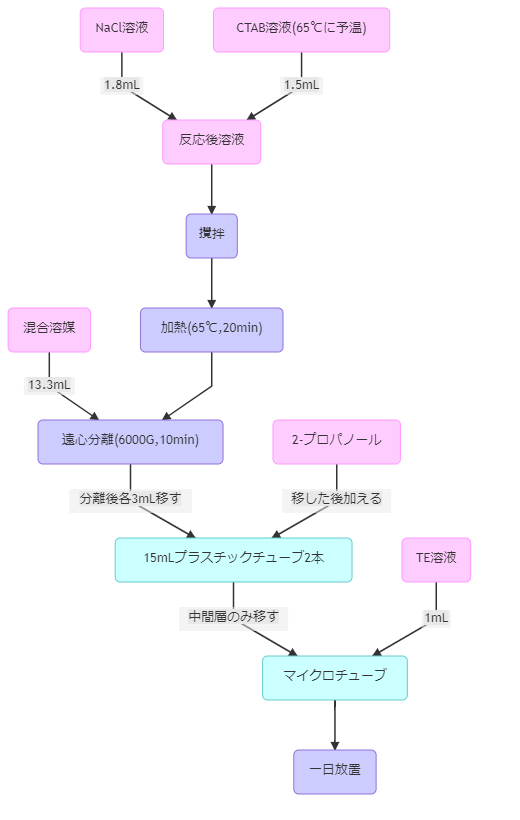 NaCl溶液
CTAB溶液(65℃に予温)
1.8mL
1.5mL
反応後溶液
攪拌
混合溶媒
加熱(65℃,20min)
13.3mL
遠心分離(6000G,10min)
2-プロパノール
分離後各3mL移す
移した後加える
15mLプラスチックチューブ2本
TE溶液
中間層のみ移す
1mL
マイクロチューブ
一日放置